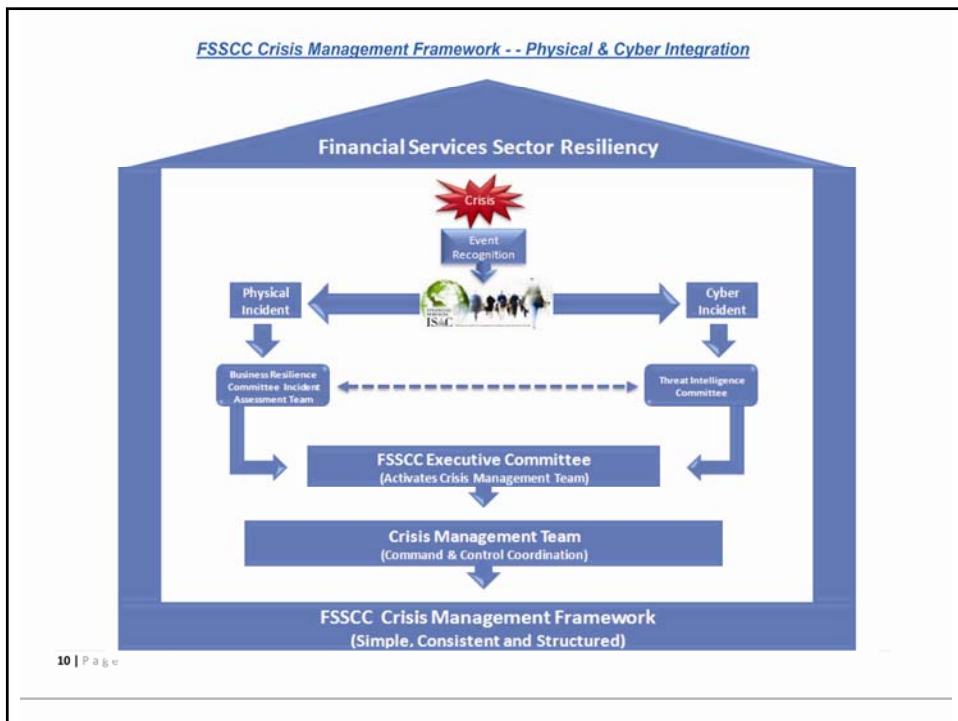 FSSCC Crisis Management Framework - - Physical & Cyber Integration
Financial Services Sector Resiliency
Crisis
Event
Recognition
Physical
Incident
FINANCIAL
SERVICES
Cyber
Incident
Business Resilience
Committee Incident
Assessment Team
Threat Intelligence
Committee
FSSCC Executive Committee
(Activates Crisis Management Team)
Crisis Management Team
(Command & Control Coordination)
FSSCC Crisis Management Framework
(Simple, Consistent and Structured)
10 | Page